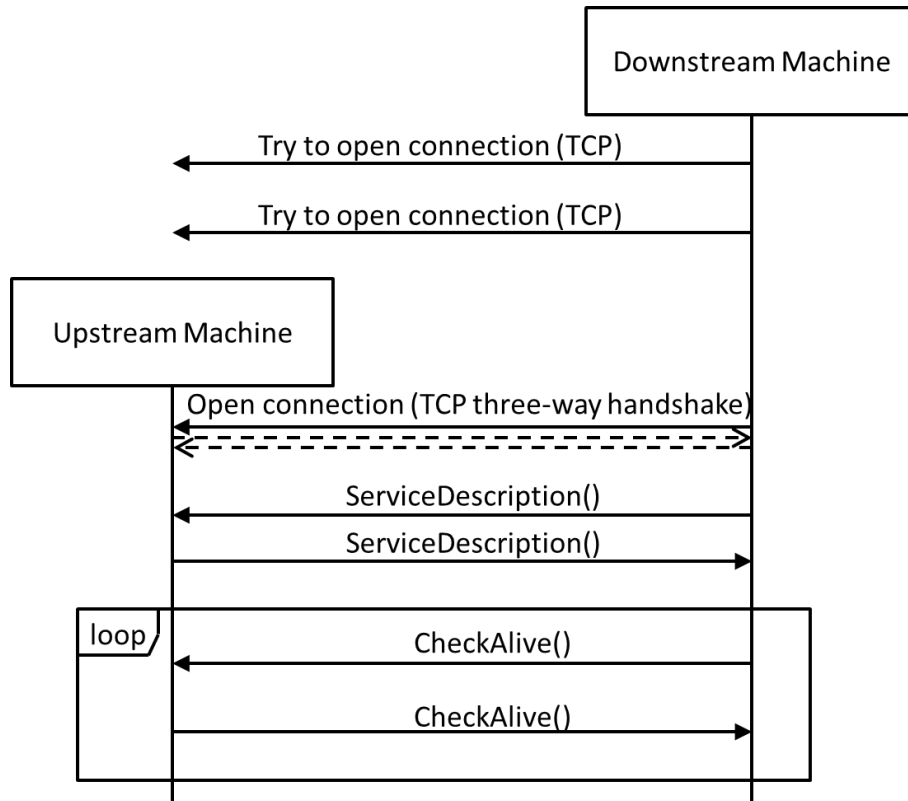 Downstream Machine
Try to open connection (TCP)
Try to open connection (TCP)
Upstream Machine
Open connection (TCP three-way handshake)
ServiceDescription()
ServiceDescription()
loop
CheckAlive()
CheckAlive()